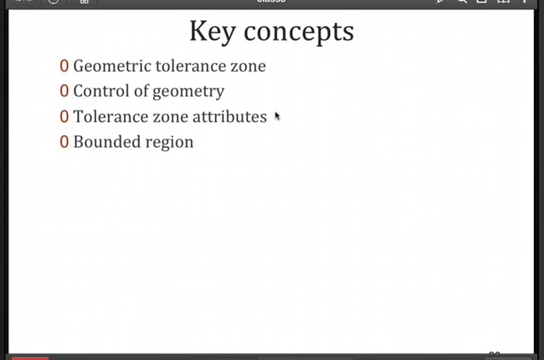 Key concepts
0 Geometric tolerance zone
0 Control of geometry
0 Tolerance zone attributes
0 Bounded region